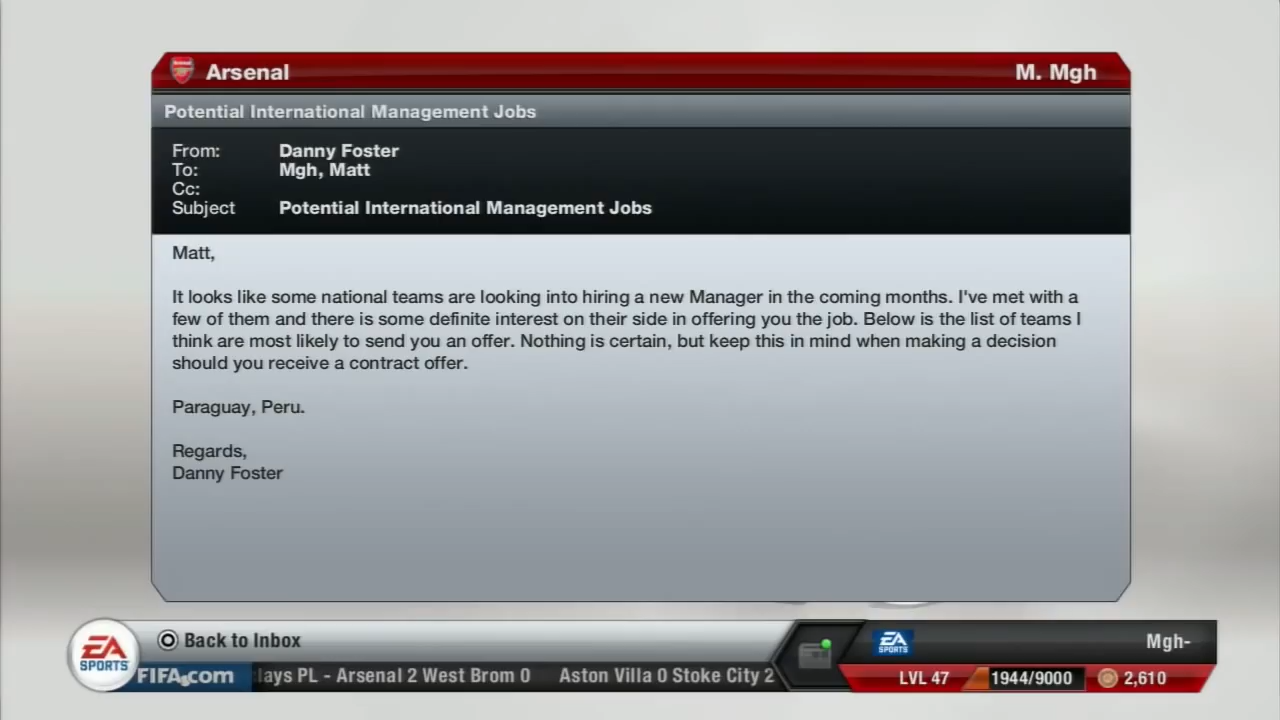 Arsenal M. Mgh
Potential International Management Jobs
From: Danny Foster
To: Mgh, Matt
Cc:
Subject Potential International Management Jobs
Matt,
It looks like some national teams are looking into hiring a new Manager in the coming months. I've met with a
few of them and there is some definite interest on their side in offering you the job. Below is the list of teams I
think are most likely to send you an offer. Nothing is certain, but keep this in mind when making a decision
should you receive a contract offer.
Paraguay, Peru.
Regards,
Danny Foster
Back to Inbox
EA SPORTS
Mgh-
EA SPORTS
FIFA.com lays PL - Arsenal 2 West Brom 0 Aston Villa 0 Stoke City 2
LVL 47 1944/9000 2,610